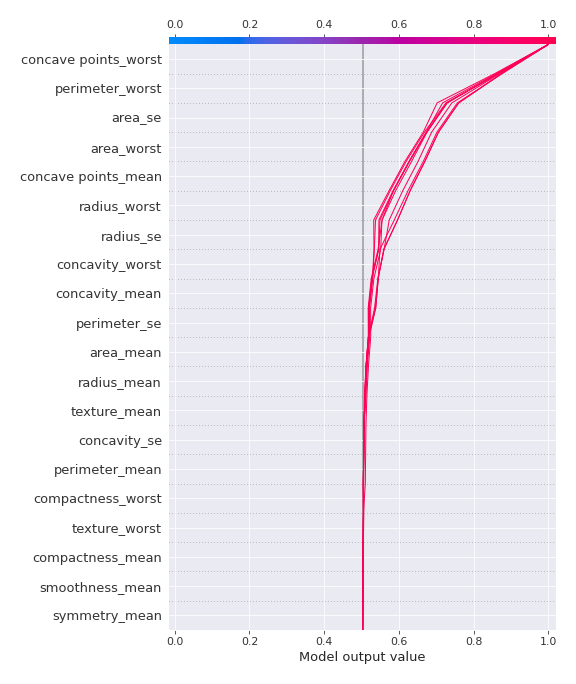 0.0 0.2 0.4 0.6 0.8 1.0
concave points_worst
perimeter_worst
area_se
area_worst
concave points_mean
radius_worst
radius_se
concavity_worst
concavity_mean
perimeter_se
area_mean
radius_mean
texture_mean
concavity_se
perimeter_mean
compactness_worst
texture_worst
compactness_mean
smoothness_mean
symmetry_mean
0.0 0.2 0.4 0.6 0.8 1.0
Model output value